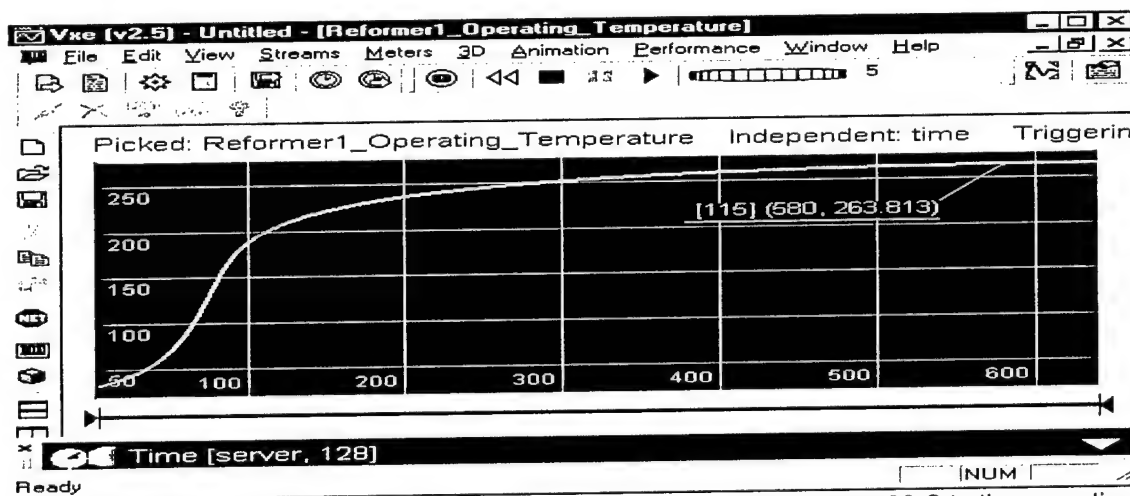 Vxe (v2.5) - Untitled - [Reformer1_Operating_Temperature]
File Edit View Streams Meters 3D Animation Performance Window Help
5
Picked: Reformer1_Operating_Temperature Independent: time Triggerin
250
200
150
100
50 100 200 300 400 500 600
[115] (580, 263.813)
NET
Time [server, 128]
Ready NUM